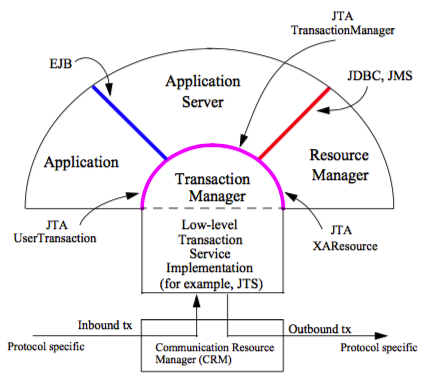 JTA
TransactionManager
EJB
JDBC, JMS
Application
Server
Application
Resource
Manager
Transaction
Manager
JTA
UserTransaction
JTA
XAResource
Low-level
Transaction
Service
Implementation
(for example, JTS)
Inbound tx
Outbound tx
Protocol specific
Communication Resource
Manager (CRM)
Protocol specific